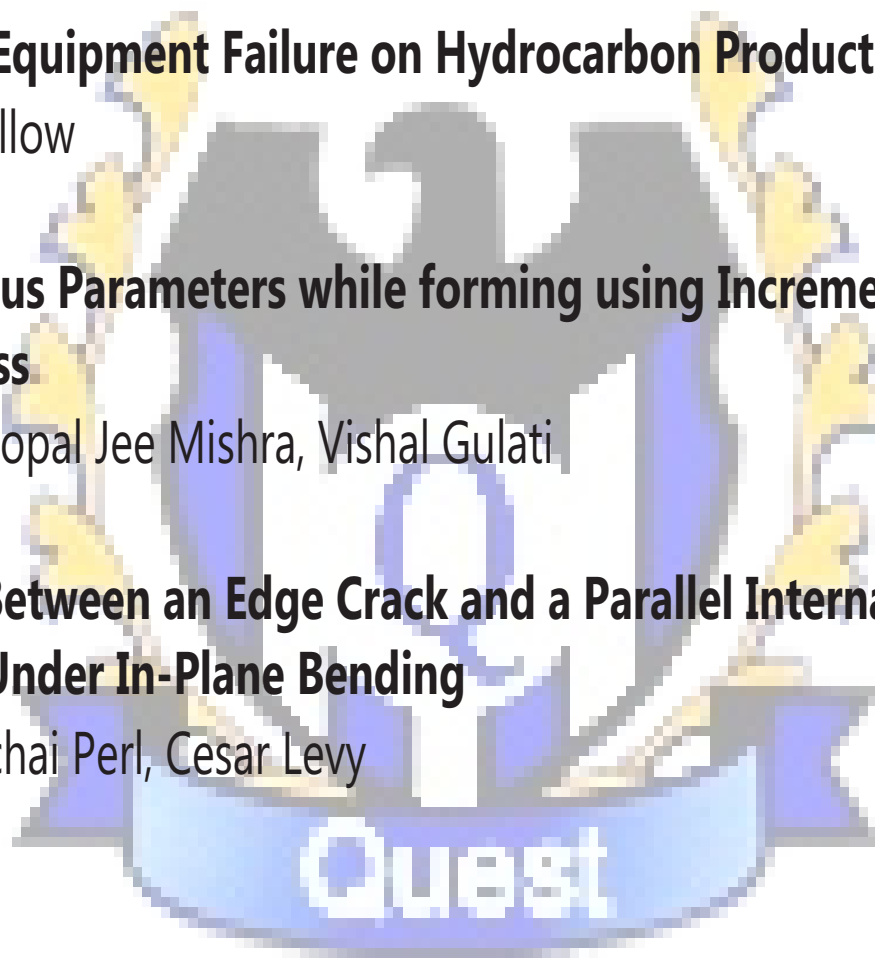 Equipment Failure on Hydrocarbon Product
llow
us Parameters while forming using Increme
ss
opal Jee Mishra, Vishal Gulati
Between an Edge Crack and a Parallel Interna
Under In-Plane Bending
chai Perl, Cesar Levy
Q
Quest